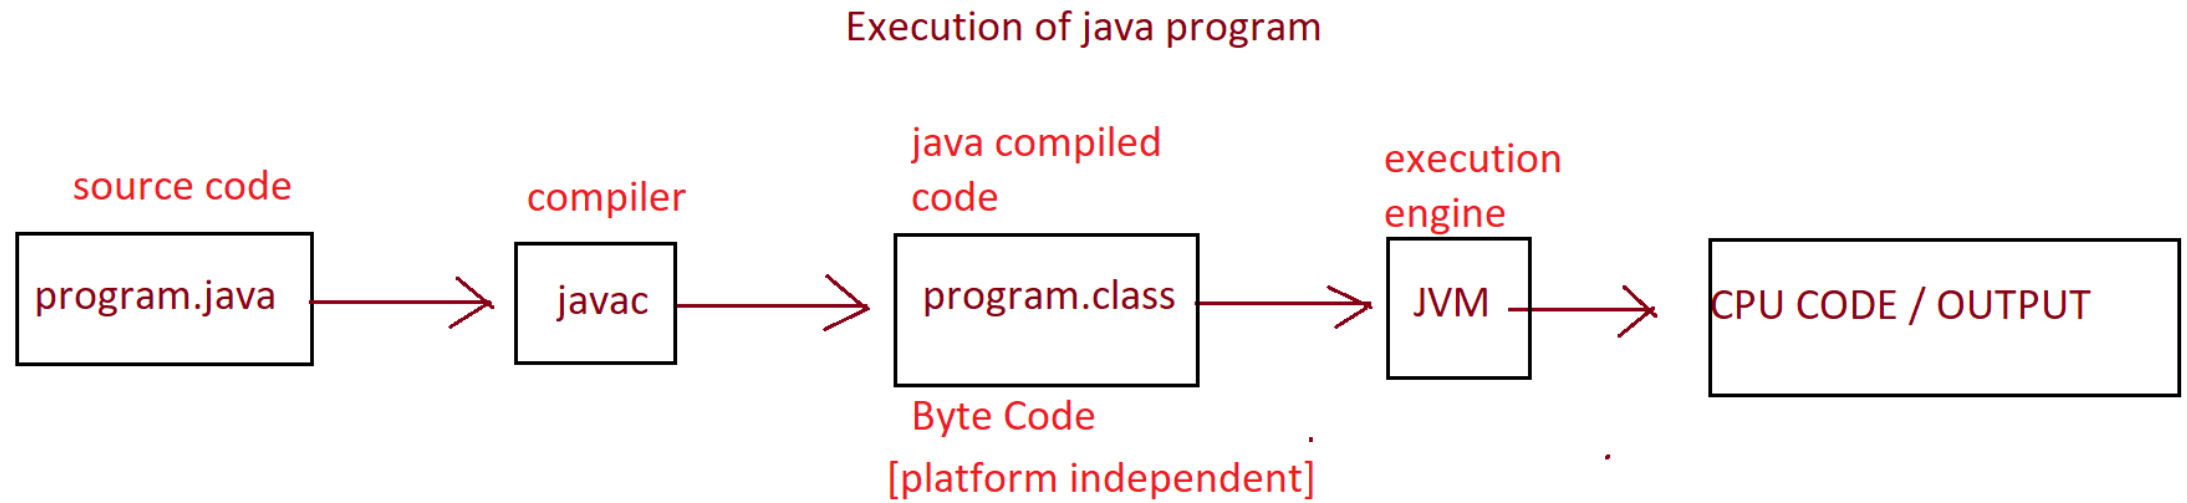 Execution of java program
source code
compiler
java compiled
code
execution
engine
program.java
javac
program.class
JVM
CPU CODE / OUTPUT
Byte Code
[platform independent]